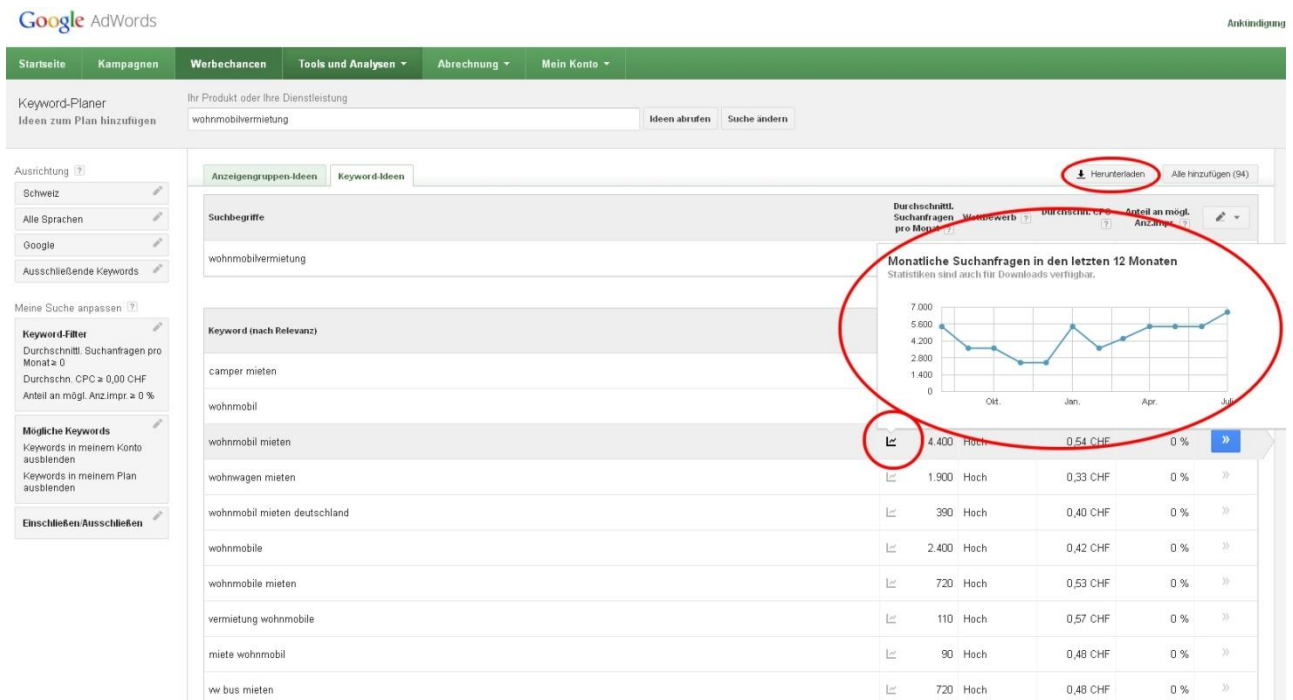 Google AdWords
Ankündigung
Startseite Kampagnen Werbechancen Tools und Analysen Abrechnung Mein Konto
Keyword-Planer
Ideen zum Plan hinzufügen
Ihr Produkt oder Ihre Dienstleistung
wohnmobilvermietung Ideen abrufen Suche ändern
Ausrichtung ?
Schweiz
Alle Sprachen
Google
Ausschließende Keywords
Meine Suche anpassen ?
Keyword-Filter
Durchschnittl. Suchanfragen pro
Monat ≥ 0
Durchschn. CPC ≥ 0,00 CHF
Anteil an mögl. Anz.impr. ≥ 0 %
Mögliche Keywords
Keywords in meinem Konto
ausblenden
Keywords in meinem Plan
ausblenden
Einschließen/Ausschließen
Anzeigengruppen-Ideen Keyword-Ideen Herunterladen Alle hinzufügen (94)
Suchbegriffe
Durchschnittl.
Suchanfragen
pro Monat ?
Wettbewerb ?
Durchschn. CPC
?
Anteil an mögl.
Anz.impr. ?
wohnmobilvermietung
Monatliche Suchanfragen in den letzten 12 Monaten
Statistiken sind auch für Downloads verfügbar.
7.000
5.600
4.200
2.800
1.400
0
Okt. Jan. Apr. Juli
Keyword (nach Relevanz)
camper mieten
wohnmobil
wohnmobil mieten 4.400 Hoch 0,54 CHF 0 % »
wohnwagen mieten 1.900 Hoch 0,33 CHF 0 % »
wohnmobil mieten deutschland 390 Hoch 0,40 CHF 0 % »
wohnmobile 2.400 Hoch 0,42 CHF 0 % »
wohnmobile mieten 720 Hoch 0,53 CHF 0 % »
vermietung wohnmobile 110 Hoch 0,57 CHF 0 % »
miete wohnmobil 90 Hoch 0,48 CHF 0 % »
vw bus mieten 720 Hoch 0,48 CHF 0 % »